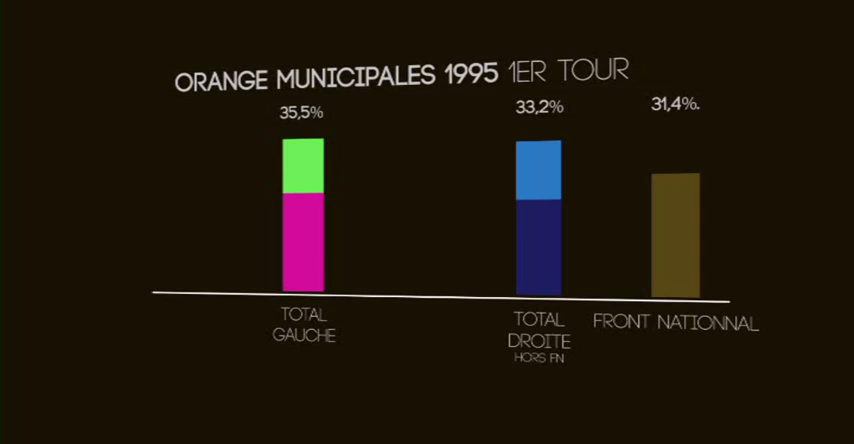 ORANGE MUNICIPALES 1995 1ER TOUR
35,5%
33,2%
31,4%.
TOTAL
GAUCHE
TOTAL
DROITE
HORS FN
FRONT NATIONNAL